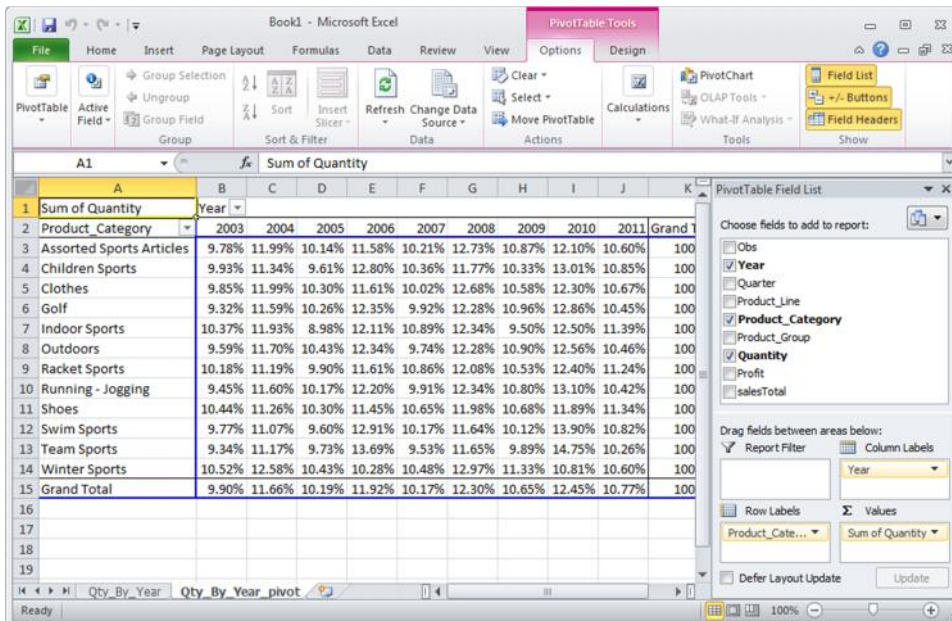 Book1 - Microsoft Excel
PivotTable Tools
File Home Insert Page Layout Formulas Data Review View Options Design
PivotTable
Active Field
Group Selection
Ungroup
Group Field
Group
Sort
Insert Slicer
Sort & Filter
Refresh
Change Data Source
Data
Clear
Select
Move PivotTable
Actions
Calculations
PivotChart
OLAP Tools
What-If Analysis
Tools
Field List
+/- Buttons
Field Headers
Show
A1 fx Sum of Quantity
A B C D E F G H I J K
1 Sum of Quantity Year
2 Product_Category 2003 2004 2005 2006 2007 2008 2009 2010 2011 Grand T
3 Assorted Sports Articles 9.78% 11.99% 10.14% 11.58% 10.21% 12.73% 10.87% 12.10% 10.60% 100
4 Children Sports 9.93% 11.34% 9.61% 12.80% 10.36% 11.77% 10.33% 13.01% 10.85% 100
5 Clothes 9.85% 11.99% 10.30% 11.61% 10.02% 12.68% 10.58% 12.30% 10.67% 100
6 Golf 9.32% 11.59% 10.26% 12.35% 9.92% 12.28% 10.96% 12.86% 10.45% 100
7 Indoor Sports 10.37% 11.93% 8.98% 12.11% 10.89% 12.34% 9.50% 12.50% 11.39% 100
8 Outdoors 9.59% 11.70% 10.43% 12.34% 9.74% 12.28% 10.90% 12.56% 10.46% 100
9 Racket Sports 10.18% 11.19% 9.90% 11.61% 10.86% 12.08% 10.53% 12.40% 11.24% 100
10 Running - Jogging 9.45% 11.60% 10.17% 12.20% 9.91% 12.34% 10.80% 13.10% 10.42% 100
11 Shoes 10.44% 11.26% 10.30% 11.45% 10.65% 11.98% 10.68% 11.89% 11.34% 100
12 Swim Sports 9.77% 11.07% 9.60% 12.91% 10.17% 11.64% 10.12% 13.90% 10.82% 100
13 Team Sports 9.34% 11.17% 9.73% 13.69% 9.53% 11.65% 9.89% 14.75% 10.26% 100
14 Winter Sports 10.52% 12.58% 10.43% 10.28% 10.48% 12.97% 11.33% 10.81% 10.60% 100
15 Grand Total 9.90% 11.66% 10.19% 11.92% 10.17% 12.30% 10.65% 12.45% 10.77% 100
16
17
18
19
PivotTable Field List
Choose fields to add to report:
Obs
Year
Quarter
Product_Line
Product_Category
Product_Group
Quantity
Profit
salesTotal
Drag fields between areas below:
Report Filter
Column Labels
Year
Row Labels
Σ Values
Product_Cate...
Sum of Quantity
Defer Layout Update
Update
Qty_By_Year Qty_By_Year_pivot
Ready
100%